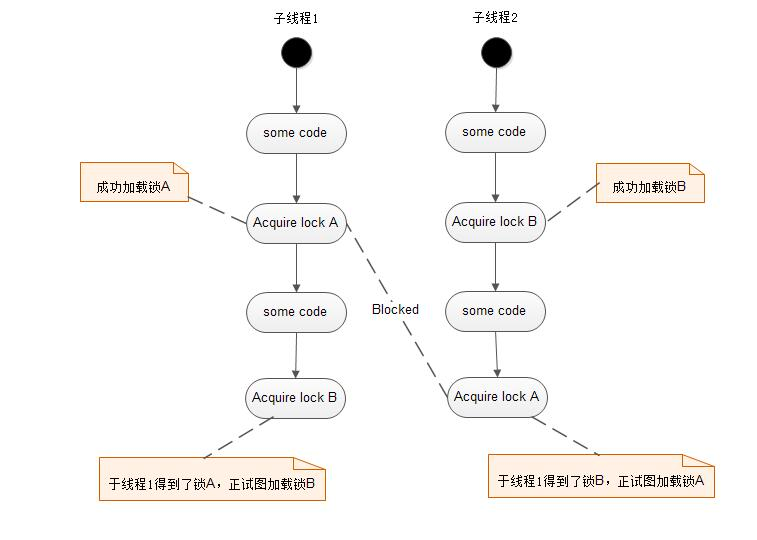 子线程1
子线程2
some code
some code
成功加载锁A
成功加载锁B
Acquire lock A
Acquire lock B
Blocked
some code
some code
Acquire lock B
Acquire lock A
于线程1得到了锁A，正试图加载锁B
于线程1得到了锁B，正试图加载锁A